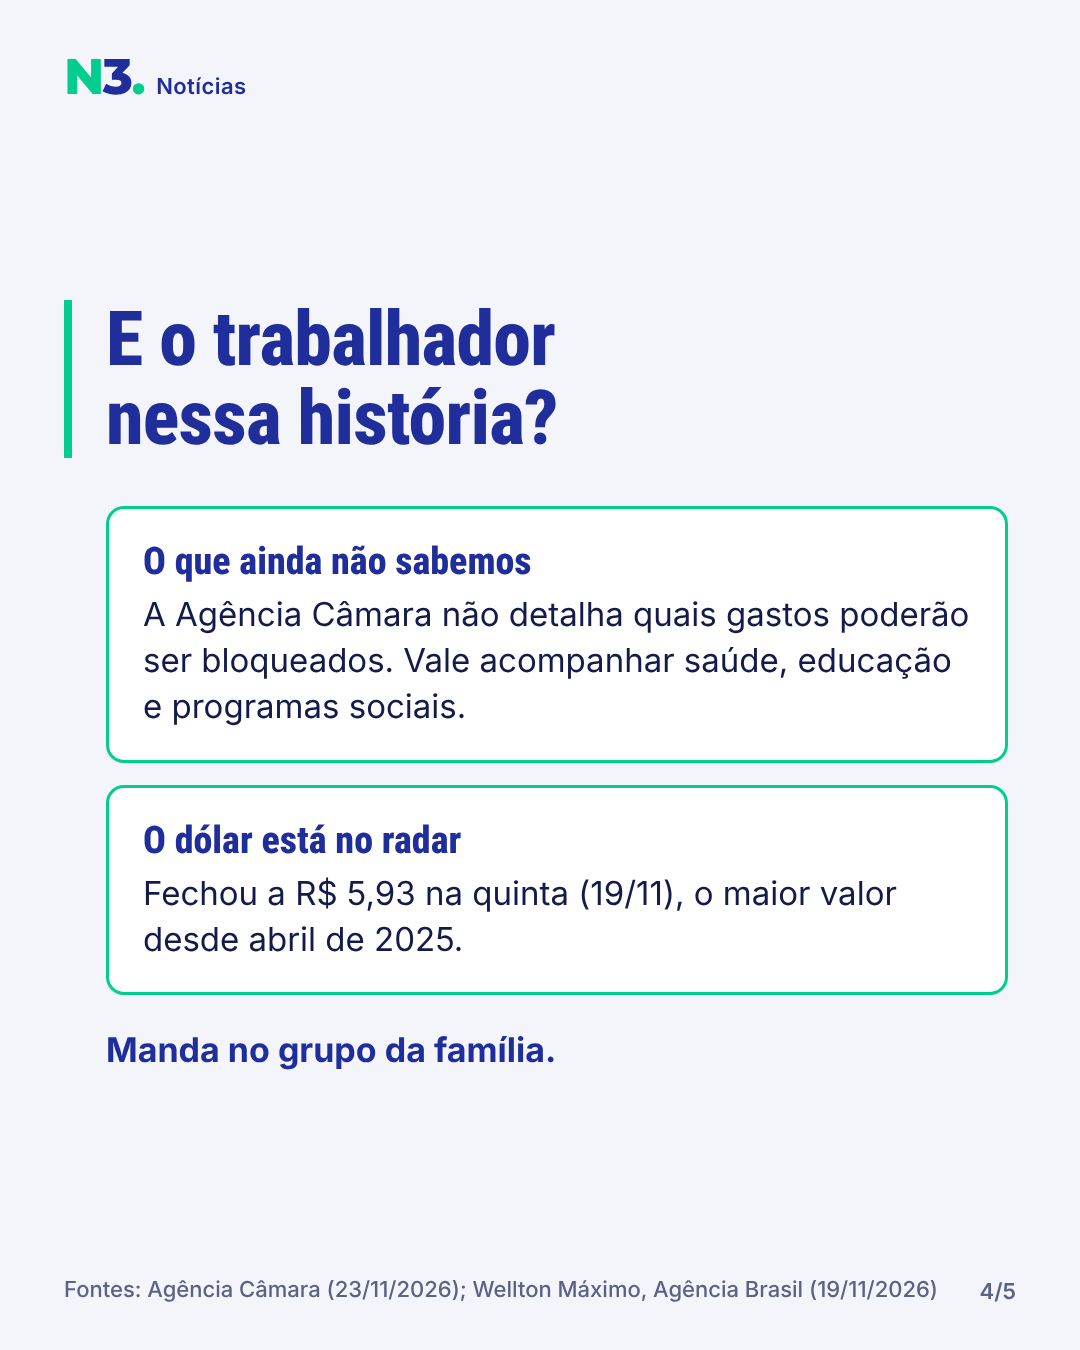 N3. Notícias
E o trabalhador
nessa história?
O que ainda não sabemos
A Agência Câmara não detalha quais gastos poderão
ser bloqueados. Vale acompanhar saúde, educação
e programas sociais.
O dólar está no radar
Fechou a R$ 5,93 na quinta (19/11), o maior valor
desde abril de 2025.
Manda no grupo da família.
Fontes: Agência Câmara (23/11/2026); Wellton Máximo, Agência Brasil (19/11/2026)
4/5